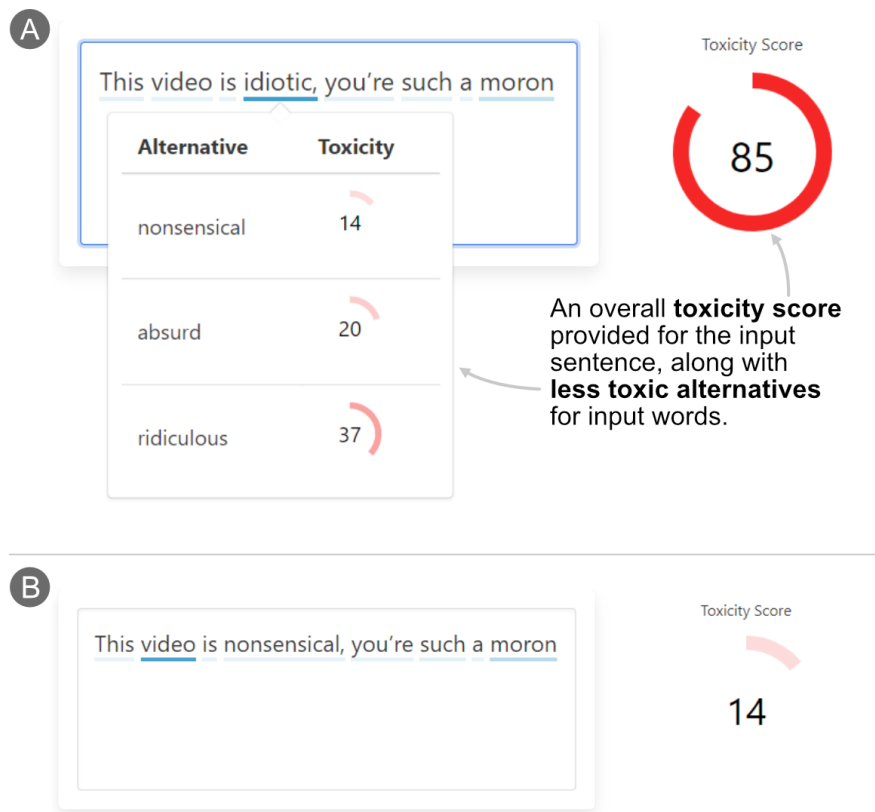 A
This video is idiotic, you're such a moron
Toxicity Score
85
Alternative Toxicity
nonsensical 14
absurd 20
ridiculous 37
An overall toxicity score
provided for the input
sentence, along with
less toxic alternatives
for input words.
B
This video is nonsensical, you're such a moron
Toxicity Score
14